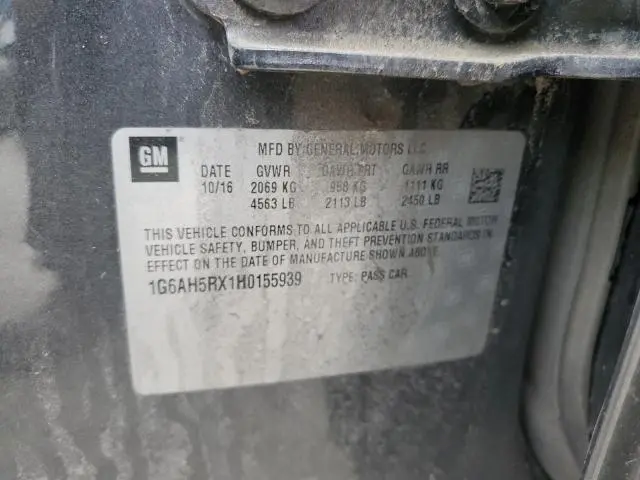 GM
MFD BY GENERAL MOTORS LLC
DATE GVWR GAWR FRT GAWR RR
10/16 2069 KG 958 KG 1111 KG
4563 LB 2113 LB 2450 LB
THIS VEHICLE CONFORMS TO ALL APPLICABLE U.S. FEDERAL MOTOR
VEHICLE SAFETY, BUMPER, AND THEFT PREVENTION STANDARDS IN
EFFECT ON THE DATE OF MANUFACTURE SHOWN ABOVE.
1G6AH5RX1H0155939 TYPE: PASS CAR